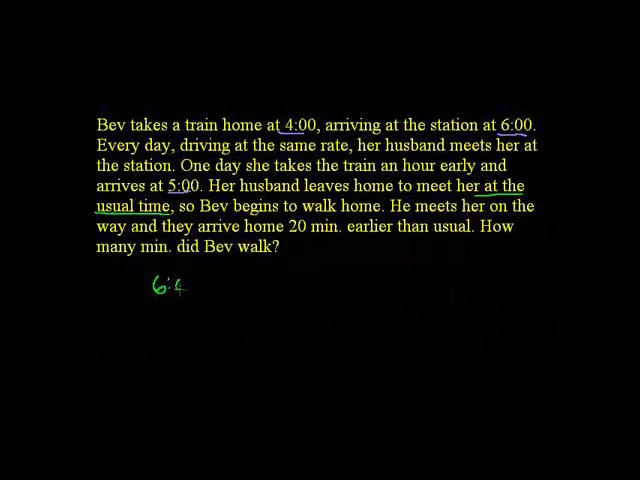 Bev takes a train home at 4:00, arriving at the station at 6:00.
Every day, driving at the same rate, her husband meets her at
the station. One day she takes the train an hour early and
arrives at 5:00. Her husband leaves home to meet her at the
usual time, so Bev begins to walk home. He meets her on the
way and they arrive home 20 min. earlier than usual. How
many min. did Bev walk?
6: